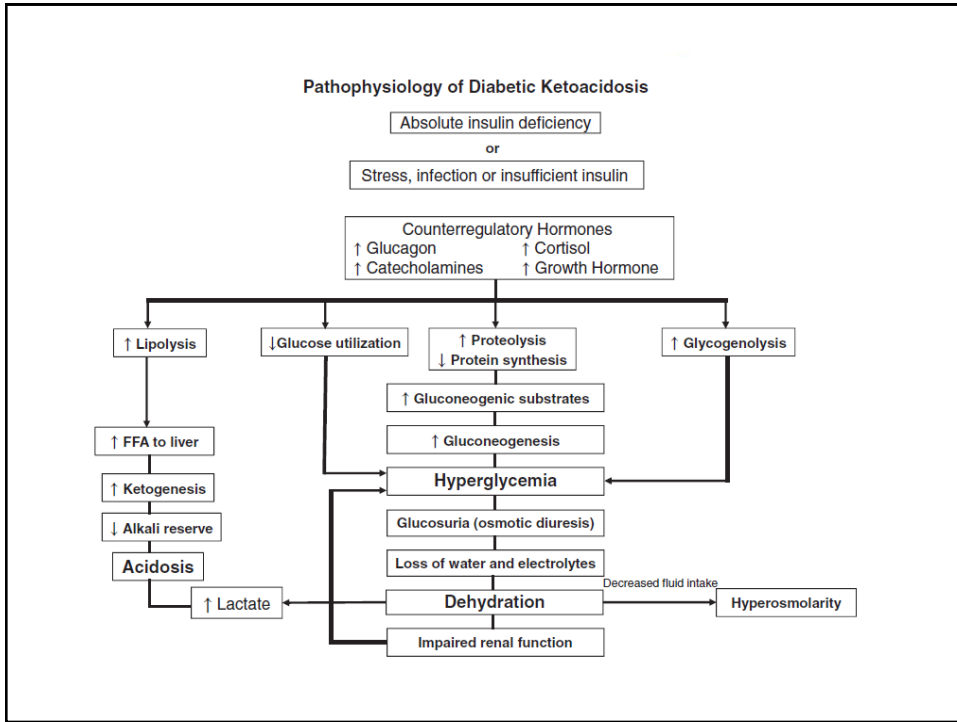 Pathophysiology of Diabetic Ketoacidosis
Absolute insulin deficiency
or
Stress, infection or insufficient insulin
Counterregulatory Hormones
↑ Glucagon ↑ Cortisol
↑ Catecholamines ↑ Growth Hormone
↑ Lipolysis
↓Glucose utilization
↑ Proteolysis
↓ Protein synthesis
↑ Glycogenolysis
↑ Gluconeogenic substrates
↑ FFA to liver
↑ Gluconeogenesis
Hyperglycemia
↑ Ketogenesis
↓ Alkali reserve
Glucosuria (osmotic diuresis)
Acidosis
Loss of water and electrolytes
Decreased fluid intake
↑ Lactate
Dehydration
Hyperosmolarity
Impaired renal function